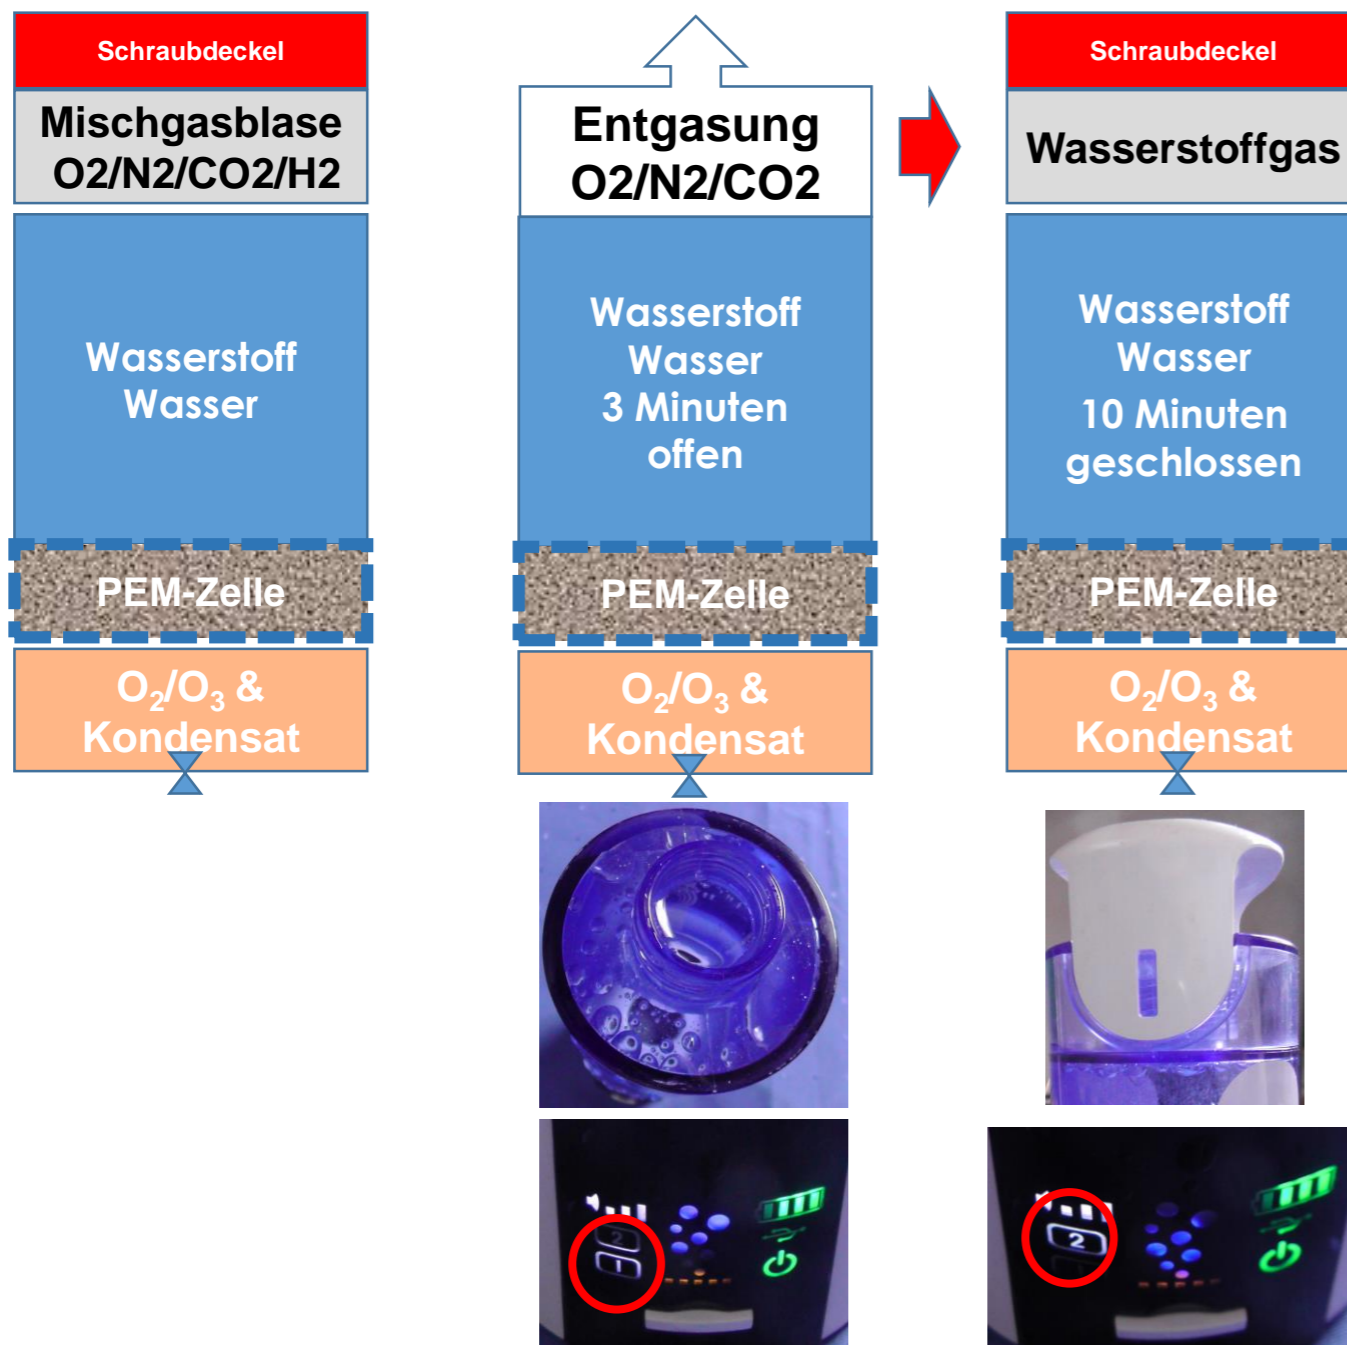 Schraubdeckel
Mischgasblase
O2/N2/CO2/H2
Wasserstoff
Wasser
PEM-Zelle
O₂/O₃ &
Kondensat
Entgasung
O2/N2/CO2
Wasserstoff
Wasser
3 Minuten
offen
PEM-Zelle
O₂/O₃ &
Kondensat
2
1
Schraubdeckel
Wasserstoffgas
Wasserstoff
Wasser
10 Minuten
geschlossen
PEM-Zelle
O₂/O₃ &
Kondensat
2
1